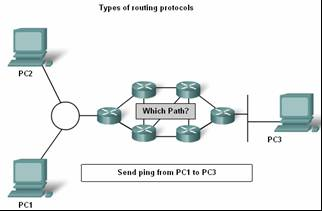 Types of routing protocols
PC2
Which Path?
PC3
Send ping from PC1 to PC3
PC1